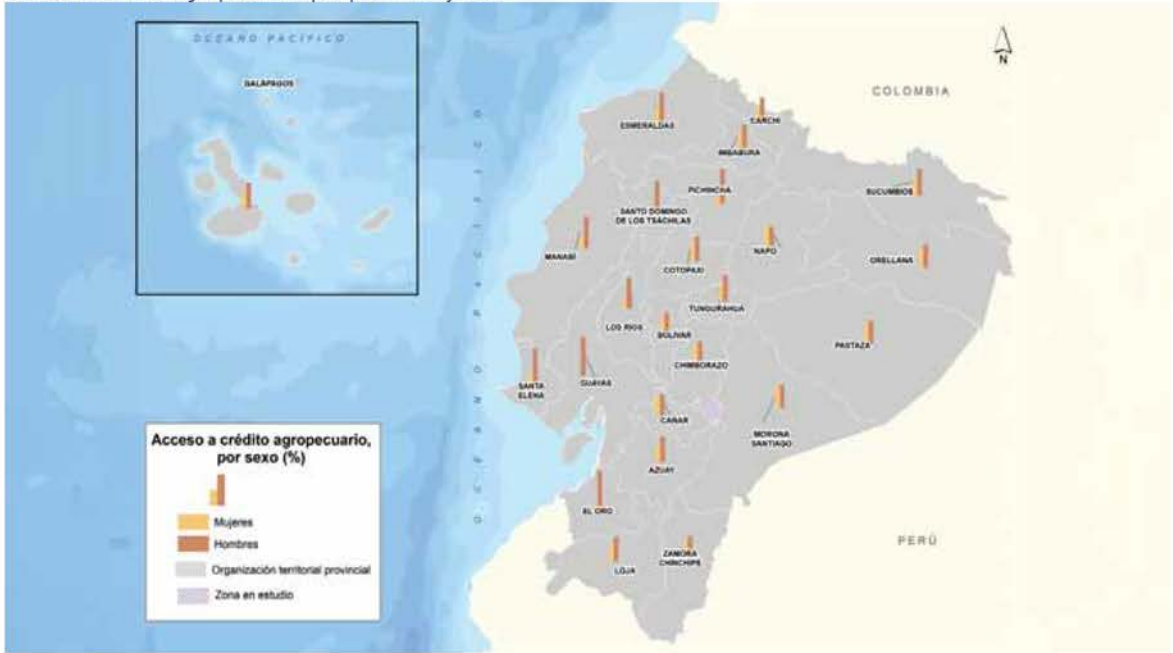 OCEANO PACÍFICO
GALÁPAGOS
N
COLOMBIA
ESMERALDAS
CARCHI
IMBABURA
PICHINCHA
SUCUMBIOS
SANTO DOMINGO
DE LOS TSÁCHILAS
MANABÍ
NAPO
COTOPAXI
ORELLANA
TUNGURAHUA
LOS RIOS
BOLIVAR
PASTAZA
CHIMBORAZO
GUAYAS
SANTA
ELENA
CAÑAR
MORONA
SANTIAGO
AZUAY
EL ORO
PERÚ
ZAMORA
CHINCHIPE
LOJA
Acceso a crédito agropecuario,
por sexo (%)
Mujeres
Hombres
Organización territorial provincial
Zona en estudio